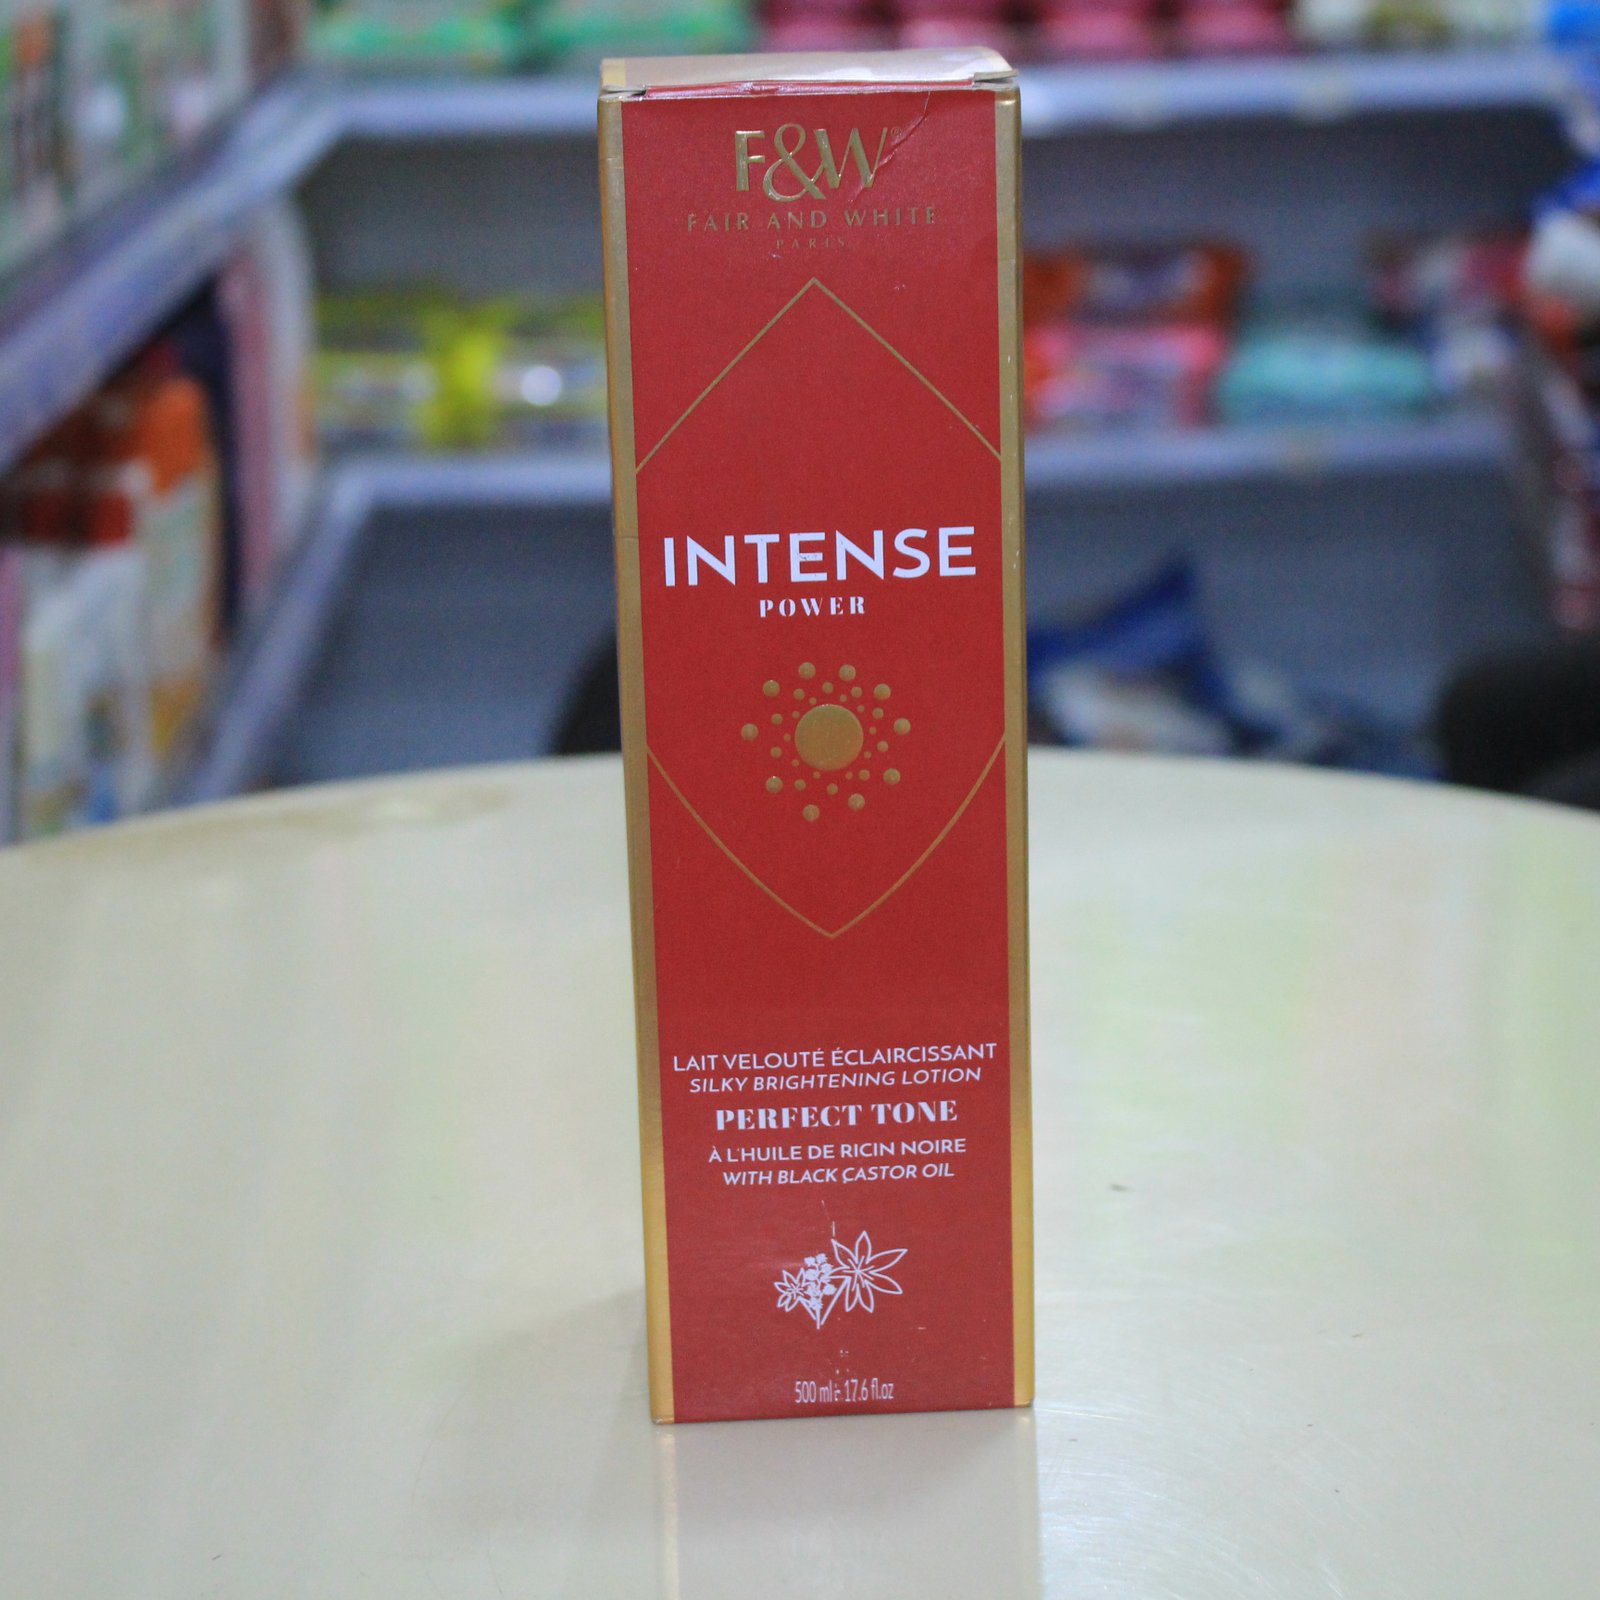 F&W®
FAIR AND WHITE
PARIS
INTENSE
POWER
LAIT VELOUTÉ ÉCLAIRCISSANT
SILKY BRIGHTENING LOTION
PERFECT TONE
À L'HUILE DE RICIN NOIRE
WITH BLACK CASTOR OIL
500 ml 17.6 fl.oz